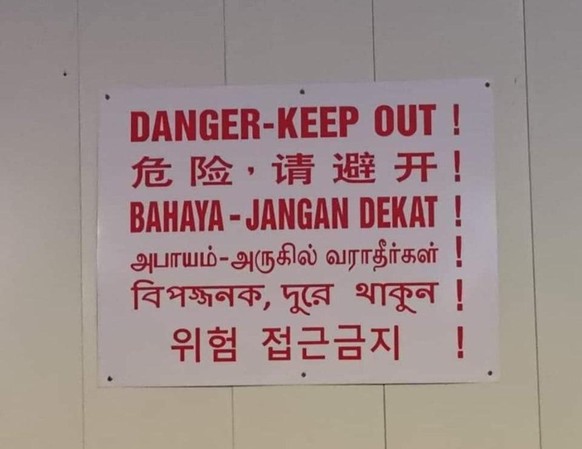 DANGER-KEEP OUT !
危险，请避开!
BAHAYA - JANGAN DEKAT !
அபாயம்-அருகில் வராதீர்கள் !
বিপজ্জনক, দুরে থাকুন !
위험 접근금지 !